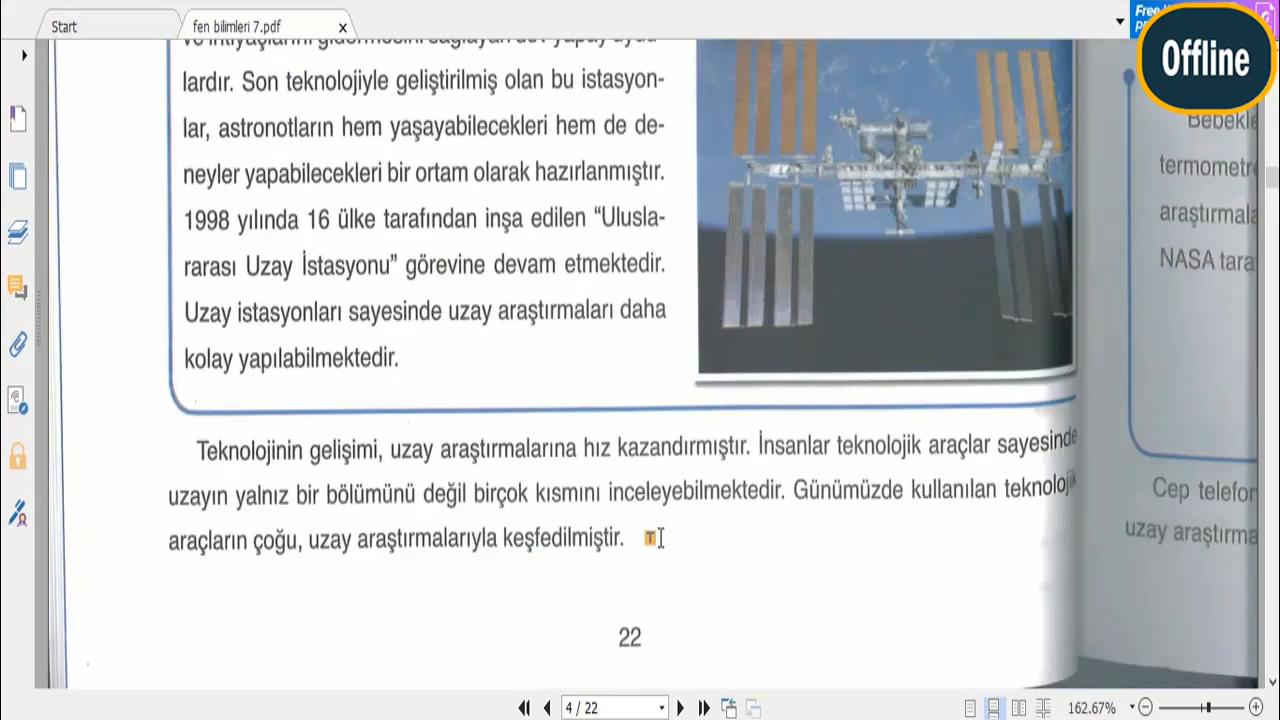 Start
fen bilimleri 7.pdf
Free
Offline
lardır. Son teknolojiyle geliştirilmiş olan bu istasyon-
lar, astronotların hem yaşayabilecekleri hem de de-
neyler yapabilecekleri bir ortam olarak hazırlanmıştır.
1998 yılında 16 ülke tarafından inşa edilen “Ulusla-
rarası Uzay İstasyonu” görevine devam etmektedir.
Uzay istasyonları sayesinde uzay araştırmaları daha
kolay yapılabilmektedir.
Teknolojinin gelişimi, uzay araştırmalarına hız kazandırmıştır. İnsanlar teknolojik araçlar sayesinde
uzayın yalnız bir bölümünü değil birçok kısmını inceleyebilmektedir. Günümüzde kullanılan teknolojik
araçların çoğu, uzay araştırmalarıyla keşfedilmiştir.
22
Bebekle
termometre
araştırmala
NASA tara
Cep telefon
uzay araştırma
4 / 22
162.67%